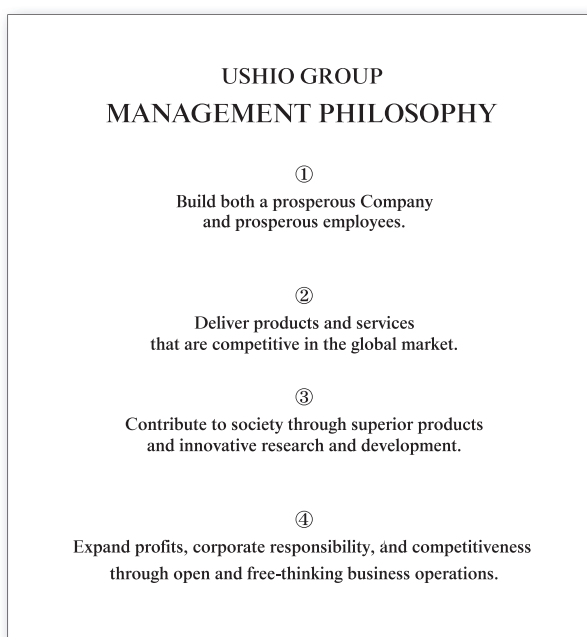 USHIO GROUP
MANAGEMENT PHILOSOPHY
①
Build both a prosperous Company
and prosperous employees.
②
Deliver products and services
that are competitive in the global market.
③
Contribute to society through superior products
and innovative research and development.
④
Expand profits, corporate responsibility, and competitiveness
through open and free-thinking business operations.